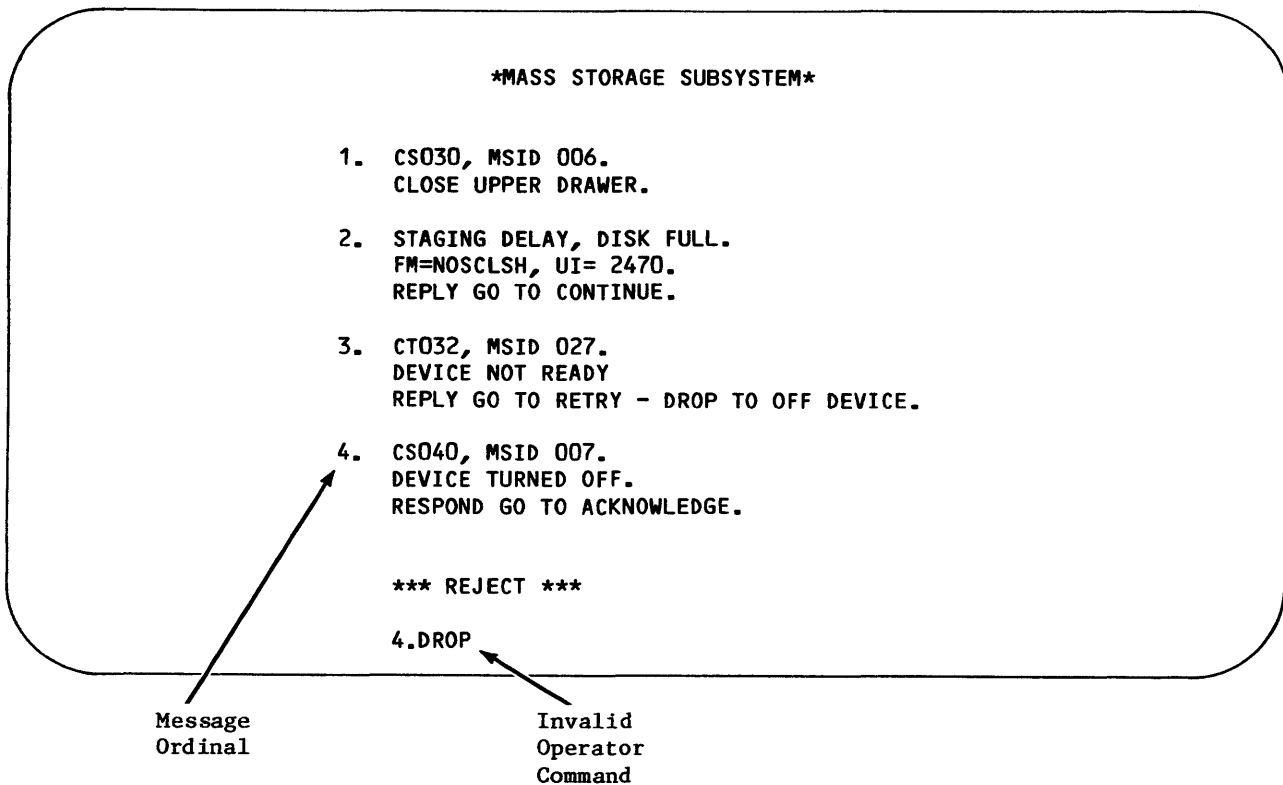 *MASS STORAGE SUBSYSTEM*
1. CS030, MSID 006.
CLOSE UPPER DRAWER.
2. STAGING DELAY, DISK FULL.
FM=NOSCLSH, UI= 2470.
REPLY GO TO CONTINUE.
3. CT032, MSID 027.
DEVICE NOT READY
REPLY GO TO RETRY - DROP TO OFF DEVICE.
4. CS040, MSID 007.
DEVICE TURNED OFF.
RESPOND GO TO ACKNOWLEDGE.
*** REJECT ***
4.DROP
Message
Ordinal
Invalid
Operator
Command